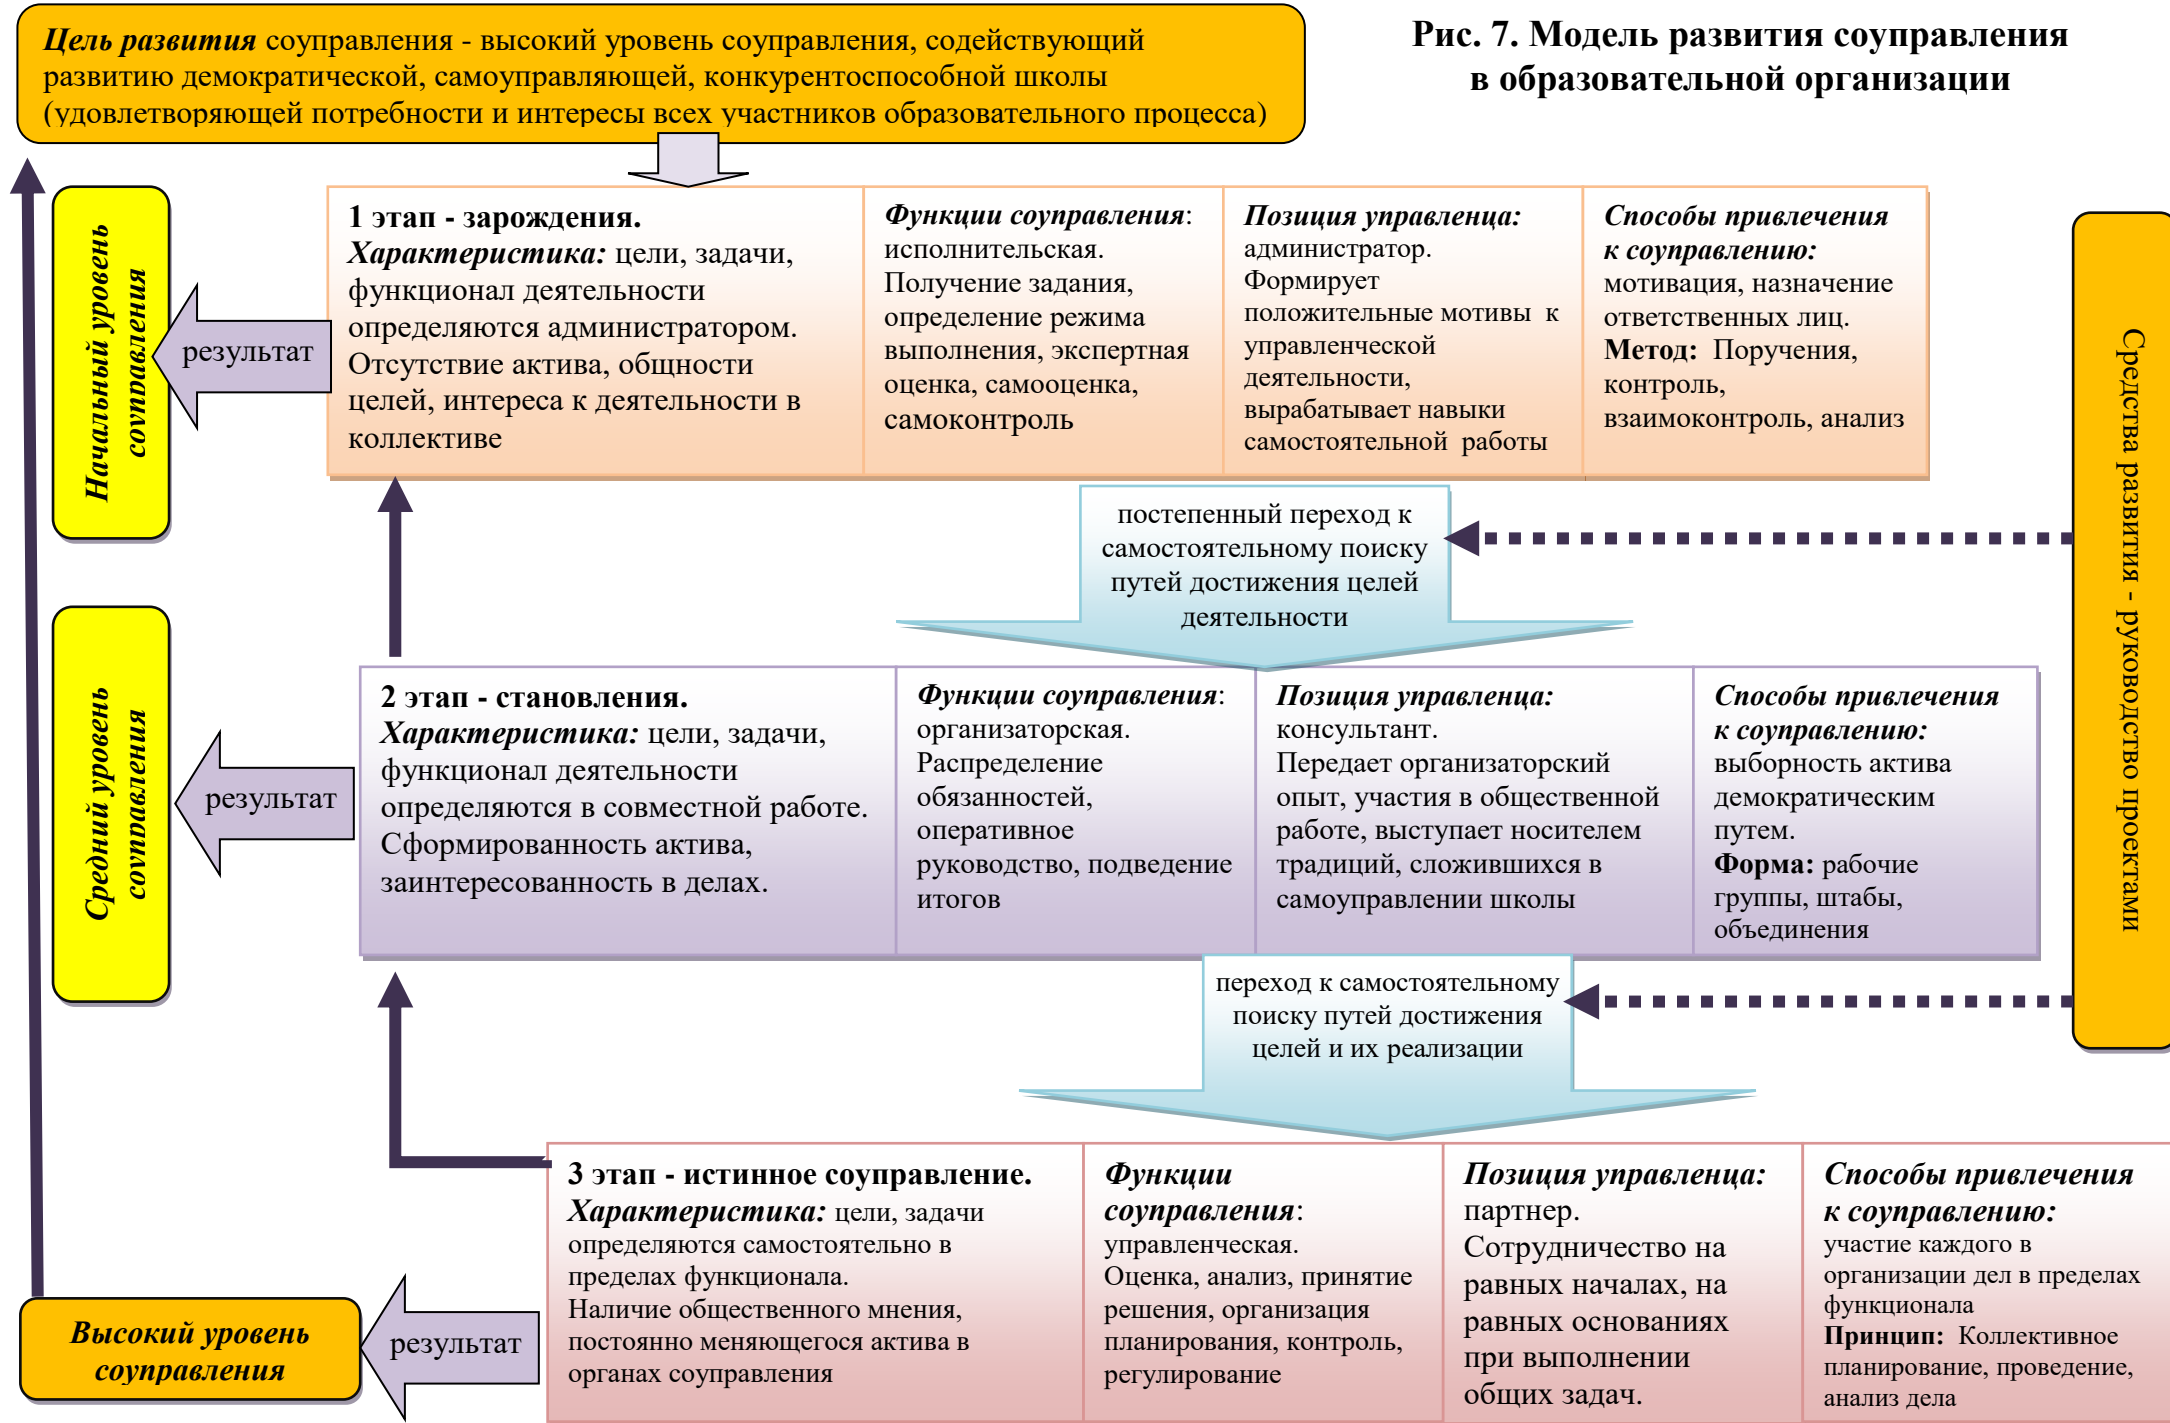 Цель развития соуправления - высокий уровень соуправления, содействующий
развитию демократической, самоуправляющей, конкурентоспособной школы
(удовлетворяющей потребности и интересы всех участников образовательного процесса)
Рис. 7. Модель развития соуправления
в образовательной организации
Начальный уровень
соуправления
результат
1 этап - зарождения.
Характеристика: цели, задачи,
функционал деятельности
определяются администратором.
Отсутствие актива, общности
целей, интереса к деятельности в
коллективе
Функции соуправления:
исполнительская.
Получение задания,
определение режима
выполнения, экспертная
оценка, самооценка,
самоконтроль
Позиция управленца:
администратор.
Формирует
положительные мотивы к
управленческой
деятельности,
вырабатывает навыки
самостоятельной работы
Способы привлечения
к соуправлению:
мотивация, назначение
ответственных лиц.
Метод: Поручения,
контроль,
взаимоконтроль, анализ
постепенный переход к
самостоятельному поиску
путей достижения целей
деятельности
Средства развития - руководство проектами
Средний уровень
соуправления
результат
2 этап - становления.
Характеристика: цели, задачи,
функционал деятельности
определяются в совместной работе.
Сформированность актива,
заинтересованность в делах.
Функции соуправления:
организаторская.
Распределение
обязанностей,
оперативное
руководство, подведение
итогов
Позиция управленца:
консультант.
Передает организаторский
опыт, участия в общественной
работе, выступает носителем
традиций, сложившихся в
самоуправлении школы
Способы привлечения
к соуправлению:
выборность актива
демократическим
путем.
Форма: рабочие
группы, штабы,
объединения
переход к самостоятельному
поиску путей достижения
целей и их реализации
Высокий уровень
соуправления
результат
3 этап - истинное соуправление.
Характеристика: цели, задачи
определяются самостоятельно в
пределах функционала.
Наличие общественного мнения,
постоянно меняющегося актива в
органах соуправления
Функции
соуправления:
управленческая.
Оценка, анализ, принятие
решения, организация
планирования, контроль,
регулирование
Позиция управленца:
партнер.
Сотрудничество на
равных началах, на
равных основаниях
при выполнении
общих задач.
Способы привлечения
к соуправлению:
участие каждого в
организации дел в пределах
функционала
Принцип: Коллективное
планирование, проведение,
анализ дела